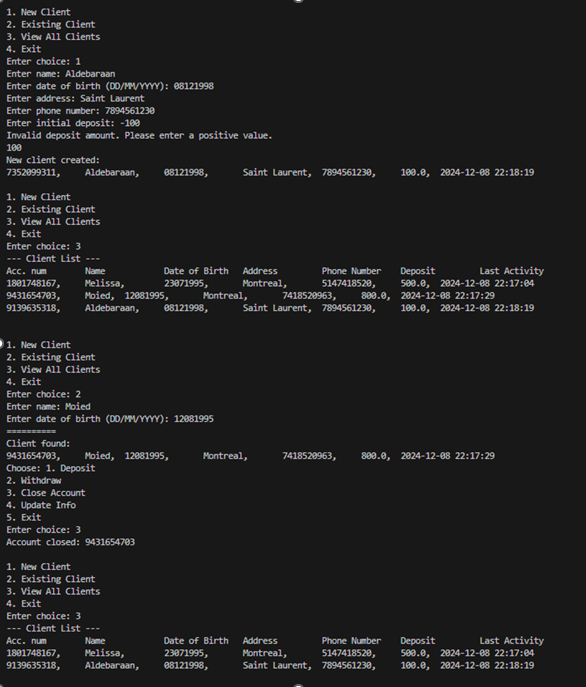 1. New Client
2. Existing Client
3. View All Clients
4. Exit
Enter choice: 1
Enter name: Aldebaraan
Enter date of birth (DD/MM/YYYY): 08121998
Enter address: Saint Laurent
Enter phone number: 7894561230
Enter initial deposit: -100
Invalid deposit amount. Please enter a positive value.
100
New client created:
7352099311, Aldebaraan, 08121998, Saint Laurent, 7894561230, 100.0, 2024-12-08 22:18:19
1. New Client
2. Existing Client
3. View All Clients
4. Exit
Enter choice: 3
--- Client List ---
Acc. num Name Date of Birth Address Phone Number Deposit Last Activity
1801748167, Melissa, 23071995, Montreal, 5147418520, 500.0, 2024-12-08 22:17:04
9431654703, Moied, 12081995, Montreal, 7418520963, 800.0, 2024-12-08 22:17:29
9139635318, Aldebaraan, 08121998, Saint Laurent, 7894561230, 100.0, 2024-12-08 22:18:19
1. New Client
2. Existing Client
3. View All Clients
4. Exit
Enter choice: 2
Enter name: Moied
Enter date of birth (DD/MM/YYYY): 12081995
==========
Client found:
9431654703, Moied, 12081995, Montreal, 7418520963, 800.0, 2024-12-08 22:17:29
Choose: 1. Deposit
2. Withdraw
3. Close Account
4. Update Info
5. Exit
Enter choice: 3
Account closed: 9431654703
1. New Client
2. Existing Client
3. View All Clients
4. Exit
Enter choice: 3
--- Client List ---
Acc. num Name Date of Birth Address Phone Number Deposit Last Activity
1801748167, Melissa, 23071995, Montreal, 5147418520, 500.0, 2024-12-08 22:17:04
9139635318, Aldebaraan, 08121998, Saint Laurent, 7894561230, 100.0, 2024-12-08 22:18:19